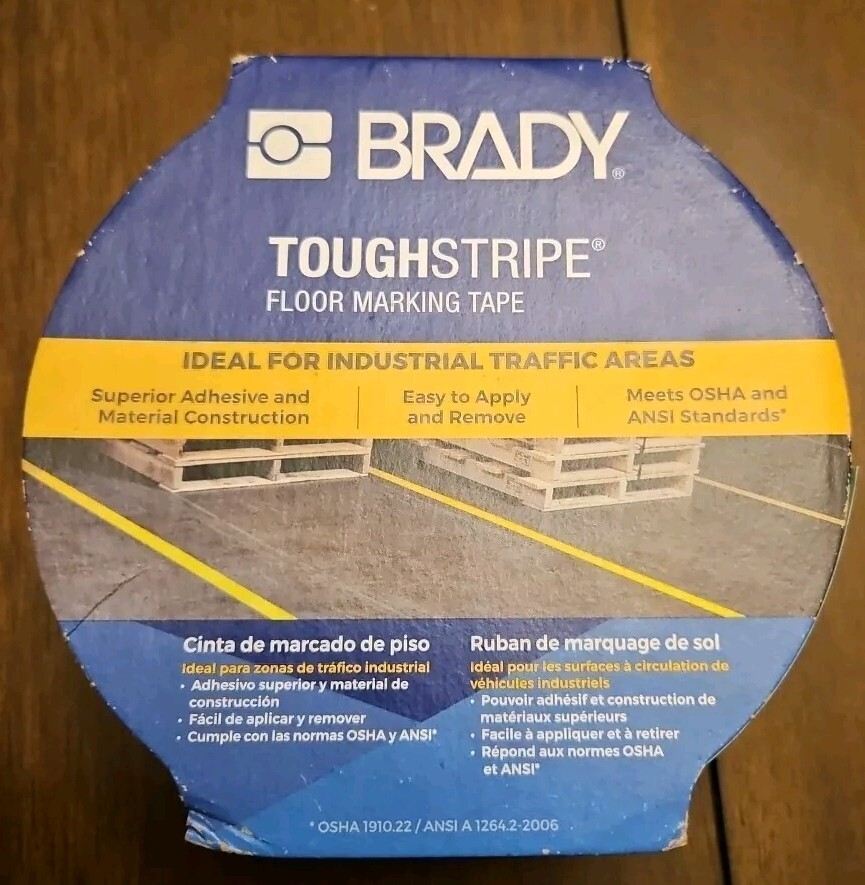 BRADY®
TOUGHSTRIPE®
FLOOR MARKING TAPE
IDEAL FOR INDUSTRIAL TRAFFIC AREAS
Superior Adhesive and
Material Construction
Easy to Apply
and Remove
Meets OSHA and
ANSI Standards*
Cinta de marcado de piso
Ideal para zonas de tráfico industrial
• Adhesivo superior y material de
construcción
• Fácil de aplicar y remover
• Cumple con las normas OSHA y ANSI*
Ruban de marquage de sol
Idéal pour les surfaces à circulation de
véhicules industriels
• Pouvoir adhésif et construction de
matériaux supérieurs
• Facile à appliquer et à retirer
• Répond aux normes OSHA
et ANSI*
* OSHA 1910.22 / ANSI A 1264.2-2006